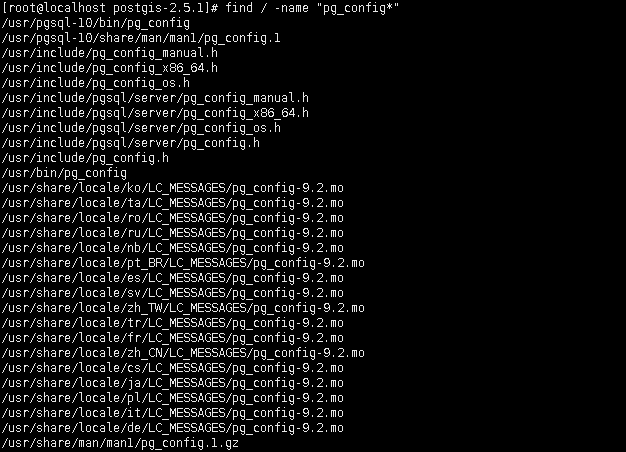 [root@localhost postgis-2.5.1]# find / -name "pg_config*"
/usr/pgsql-10/bin/pg_config
/usr/pgsql-10/share/man/man1/pg_config.1
/usr/include/pg_config_manual.h
/usr/include/pg_config_x86_64.h
/usr/include/pg_config_os.h
/usr/include/pgsql/server/pg_config_manual.h
/usr/include/pgsql/server/pg_config_x86_64.h
/usr/include/pgsql/server/pg_config_os.h
/usr/include/pgsql/server/pg_config.h
/usr/include/pg_config.h
/usr/bin/pg_config
/usr/share/locale/ko/LC_MESSAGES/pg_config-9.2.mo
/usr/share/locale/ta/LC_MESSAGES/pg_config-9.2.mo
/usr/share/locale/ro/LC_MESSAGES/pg_config-9.2.mo
/usr/share/locale/ru/LC_MESSAGES/pg_config-9.2.mo
/usr/share/locale/nb/LC_MESSAGES/pg_config-9.2.mo
/usr/share/locale/pt_BR/LC_MESSAGES/pg_config-9.2.mo
/usr/share/locale/es/LC_MESSAGES/pg_config-9.2.mo
/usr/share/locale/sv/LC_MESSAGES/pg_config-9.2.mo
/usr/share/locale/zh_TW/LC_MESSAGES/pg_config-9.2.mo
/usr/share/locale/tr/LC_MESSAGES/pg_config-9.2.mo
/usr/share/locale/fr/LC_MESSAGES/pg_config-9.2.mo
/usr/share/locale/zh_CN/LC_MESSAGES/pg_config-9.2.mo
/usr/share/locale/cs/LC_MESSAGES/pg_config-9.2.mo
/usr/share/locale/ja/LC_MESSAGES/pg_config-9.2.mo
/usr/share/locale/pl/LC_MESSAGES/pg_config-9.2.mo
/usr/share/locale/it/LC_MESSAGES/pg_config-9.2.mo
/usr/share/locale/de/LC_MESSAGES/pg_config-9.2.mo
/usr/share/man/man1/pg_config.1.gz